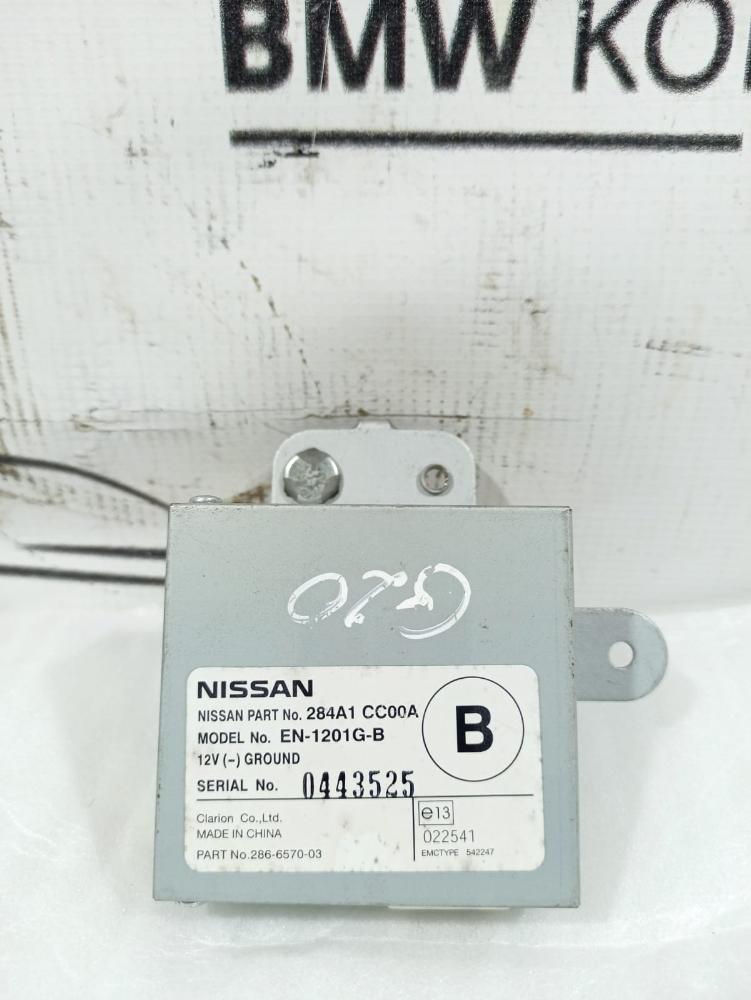 BMW KO
G20
NISSAN
NISSAN PART No. 284A1 CC00A
MODEL No. EN-1201G-B
12V (-) GROUND
SERIAL No. 0443525
B
Clarion Co.,Ltd.
MADE IN CHINA
PART No.286-6570-03
e13
022541
EMCTYPE 542247